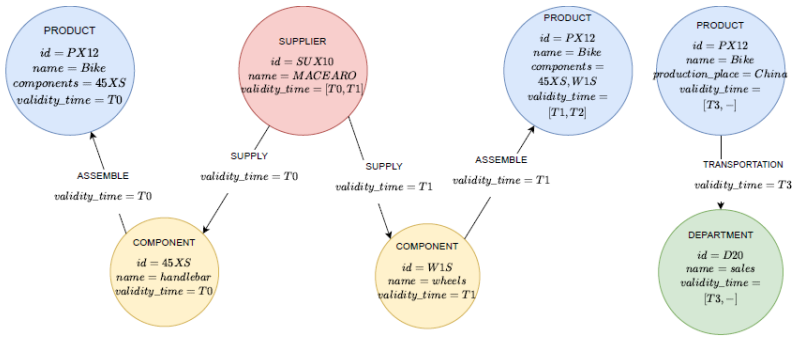 PRODUCT
id = PX12
name = Bike
components = 45XS
validity_time = T0
SUPPLIER
id = SUX10
name = MACEARO
validity_time = [T0, T1]
PRODUCT
id = PX12
name = Bike
components =
45XS, W1S
validity_time =
[T1, T2]
PRODUCT
id = PX12
name = Bike
production_place = China
validity_time =
[T3, −]
ASSEMBLE
validity_time = T0
SUPPLY
validity_time = T0
SUPPLY
validity_time = T1
ASSEMBLE
validity_time = T1
TRANSPORTATION
validity_time = T3
COMPONENT
id = 45XS
name = handlebar
validity_time = T0
COMPONENT
id = W1S
name = wheels
validity_time = T1
DEPARTMENT
id = D20
name = sales
validity_time =
[T3, −]